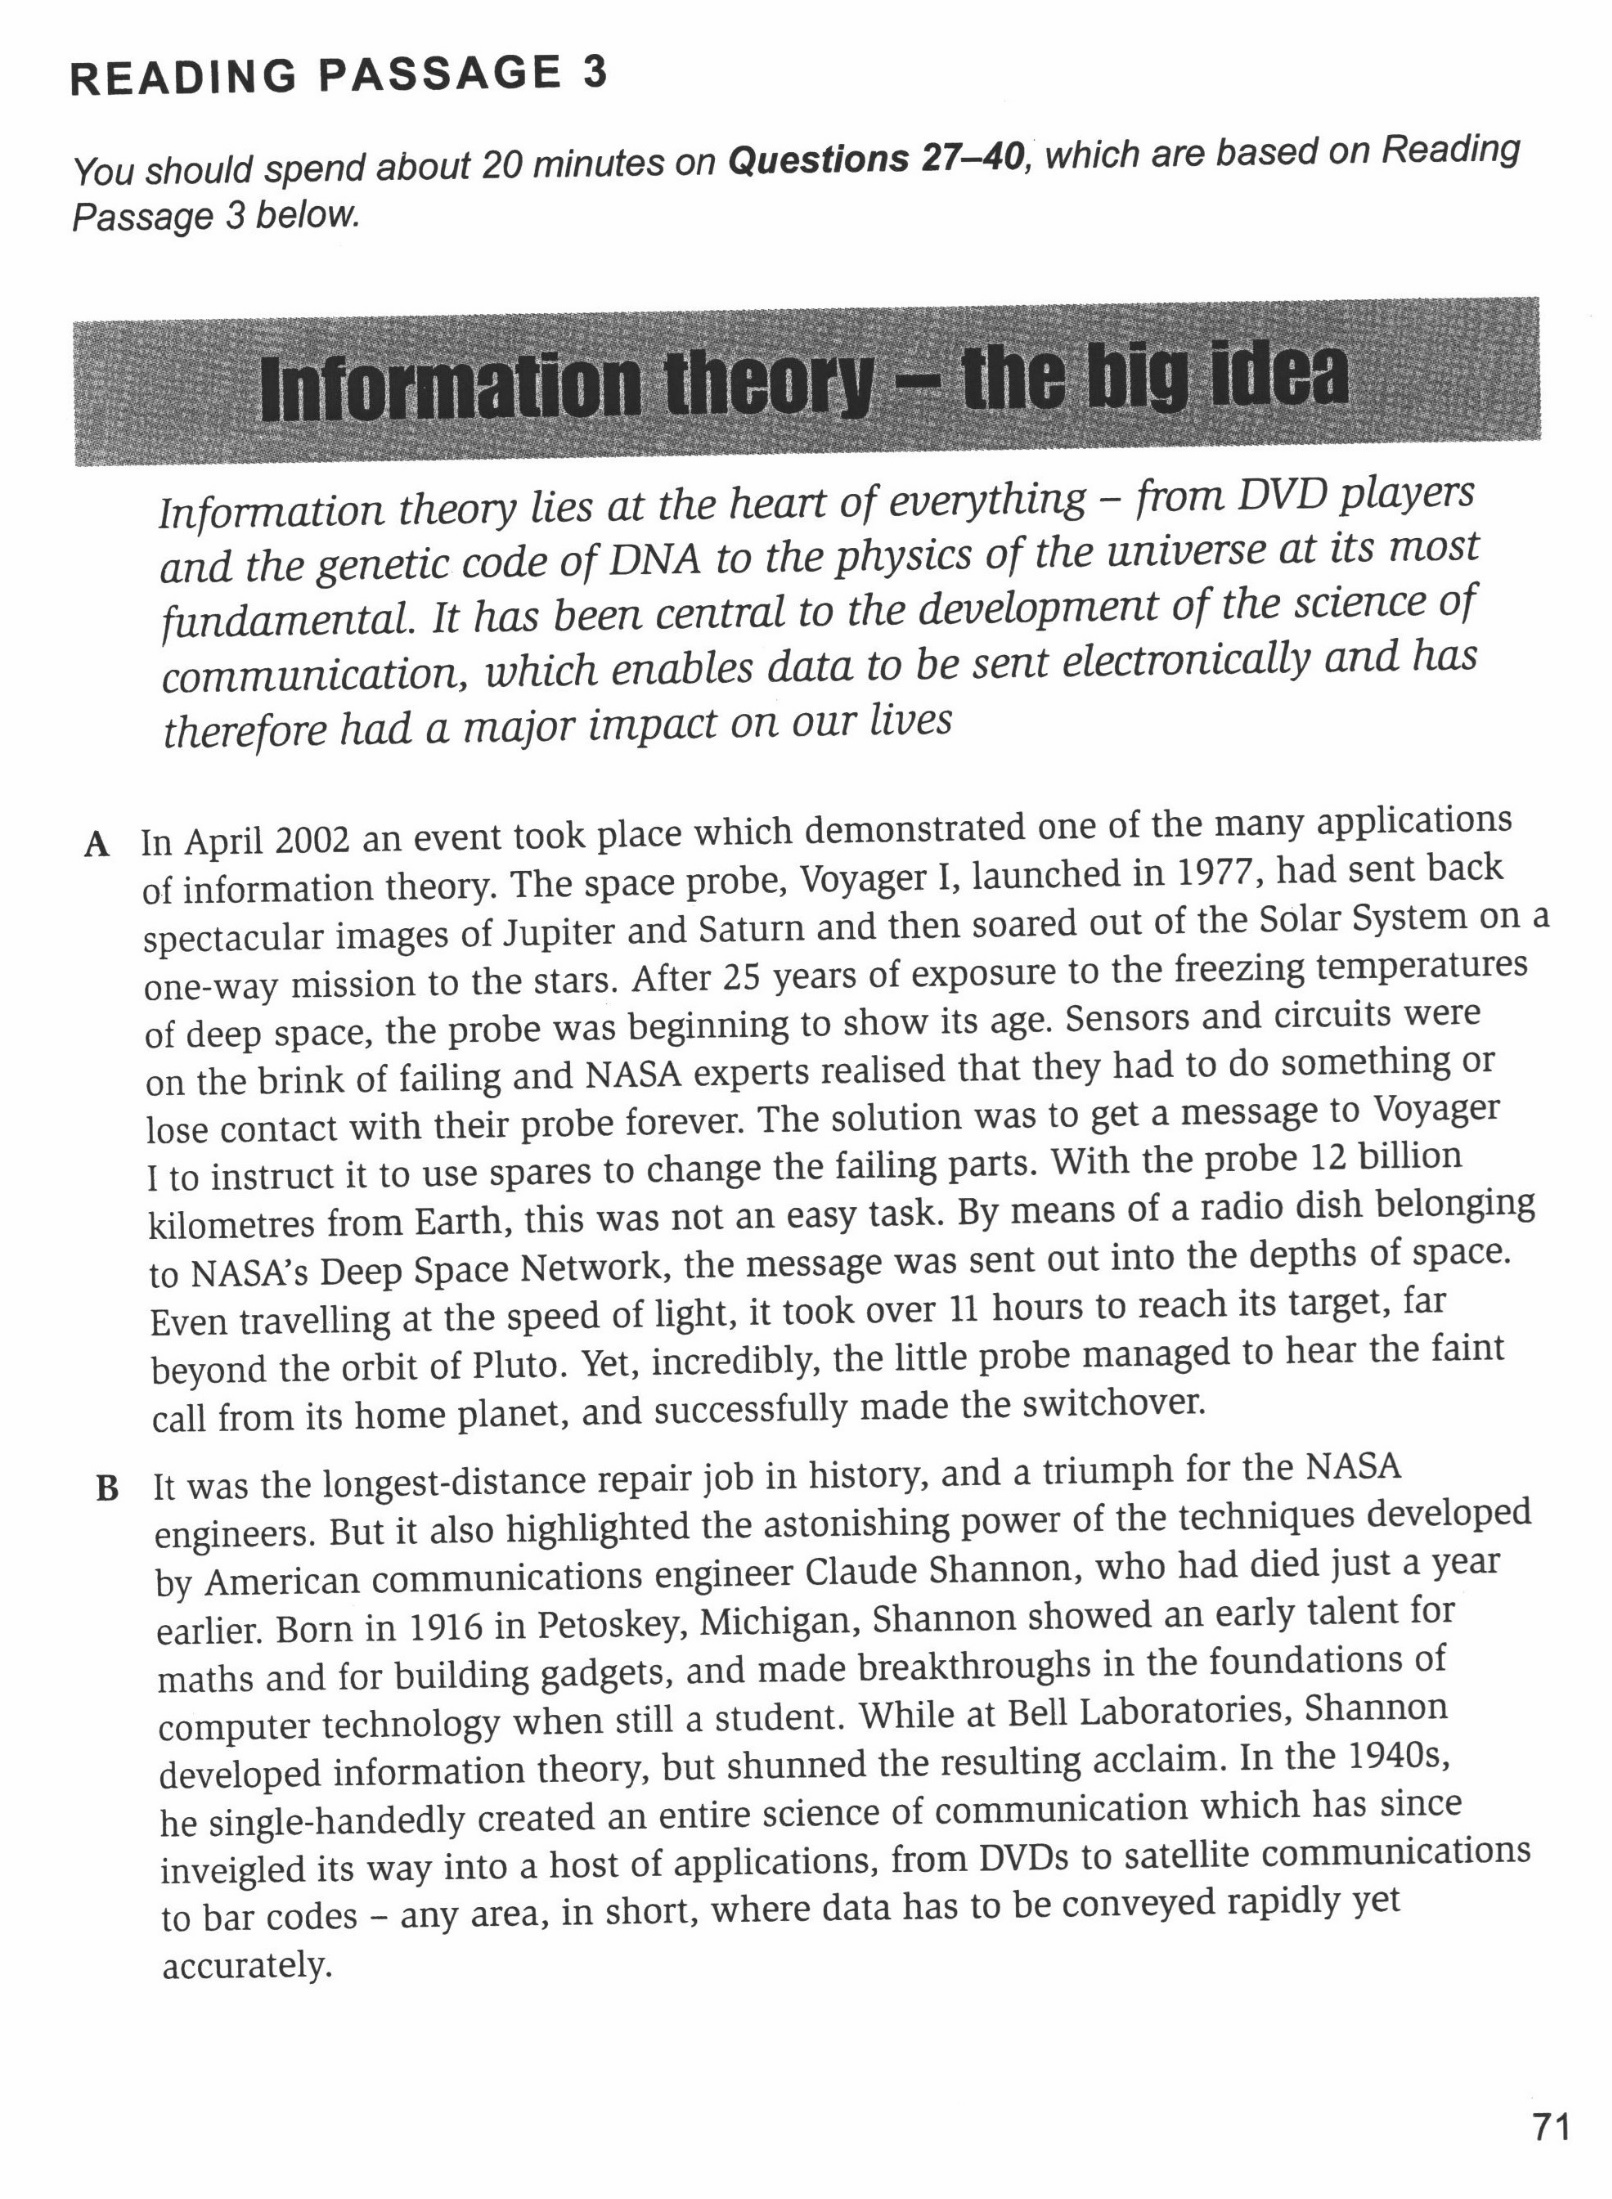 READING PASSAGE 3
You should spend about 20 minutes on Questions 27–40, which are based on Reading
Passage 3 below.
Information theory – the big idea
Information theory lies at the heart of everything – from DVD players
and the genetic code of DNA to the physics of the universe at its most
fundamental. It has been central to the development of the science of
communication, which enables data to be sent electronically and has
therefore had a major impact on our lives
A In April 2002 an event took place which demonstrated one of the many applications
of information theory. The space probe, Voyager I, launched in 1977, had sent back
spectacular images of Jupiter and Saturn and then soared out of the Solar System on a
one-way mission to the stars. After 25 years of exposure to the freezing temperatures
of deep space, the probe was beginning to show its age. Sensors and circuits were
on the brink of failing and NASA experts realised that they had to do something or
lose contact with their probe forever. The solution was to get a message to Voyager
I to instruct it to use spares to change the failing parts. With the probe 12 billion
kilometres from Earth, this was not an easy task. By means of a radio dish belonging
to NASA's Deep Space Network, the message was sent out into the depths of space.
Even travelling at the speed of light, it took over 11 hours to reach its target, far
beyond the orbit of Pluto. Yet, incredibly, the little probe managed to hear the faint
call from its home planet, and successfully made the switchover.
B It was the longest-distance repair job in history, and a triumph for the NASA
engineers. But it also highlighted the astonishing power of the techniques developed
by American communications engineer Claude Shannon, who had died just a year
earlier. Born in 1916 in Petoskey, Michigan, Shannon showed an early talent for
maths and for building gadgets, and made breakthroughs in the foundations of
computer technology when still a student. While at Bell Laboratories, Shannon
developed information theory, but shunned the resulting acclaim. In the 1940s,
he single-handedly created an entire science of communication which has since
inveigled its way into a host of applications, from DVDs to satellite communications
to bar codes – any area, in short, where data has to be conveyed rapidly yet
accurately.
71